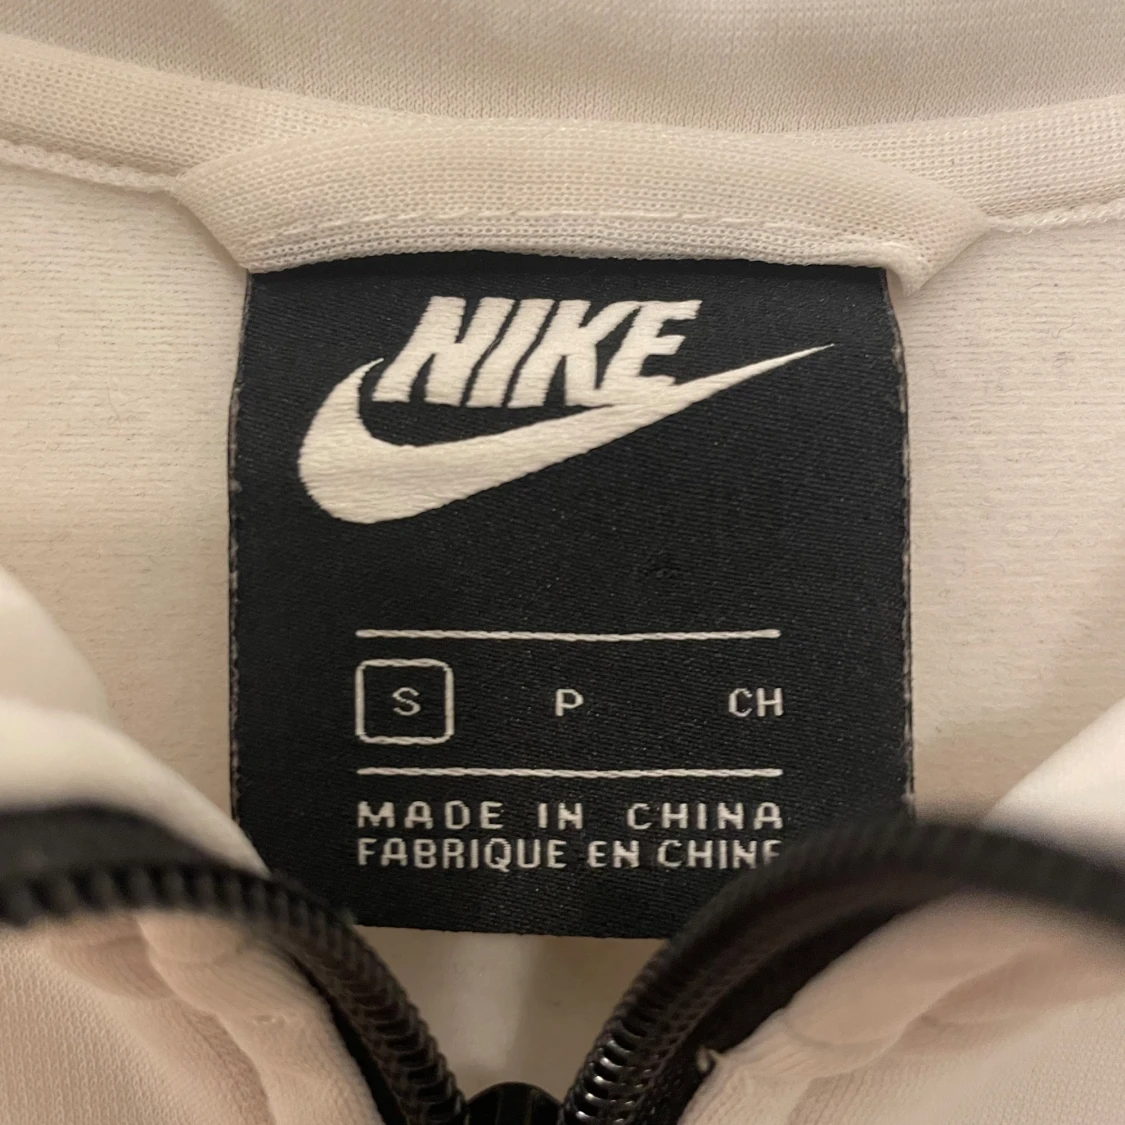 NIKE
S P CH
MADE IN CHINA
FABRIQUE EN CHINE